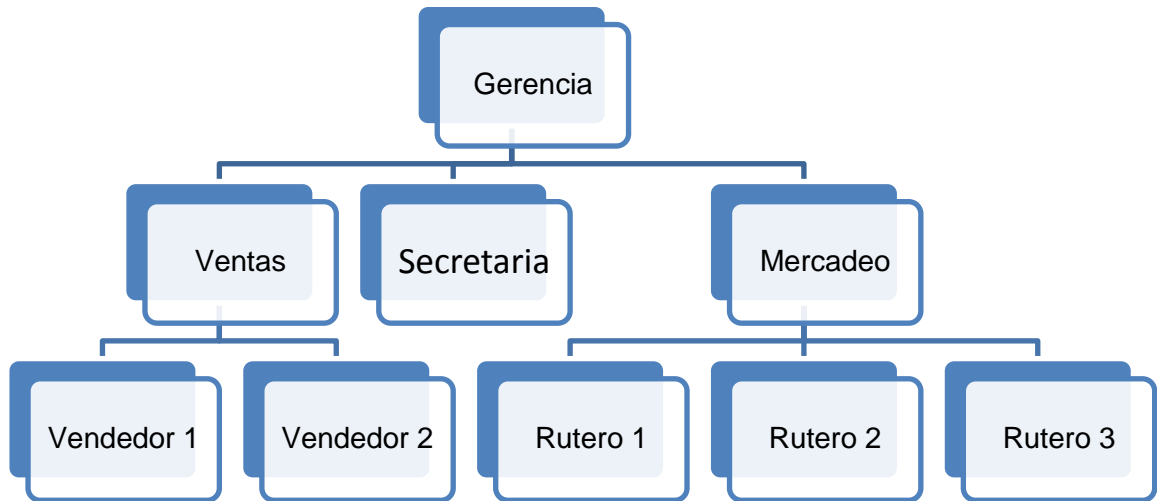 Gerencia
Ventas
Secretaria
Mercadeo
Vendedor 1
Vendedor 2
Rutero 1
Rutero 2
Rutero 3